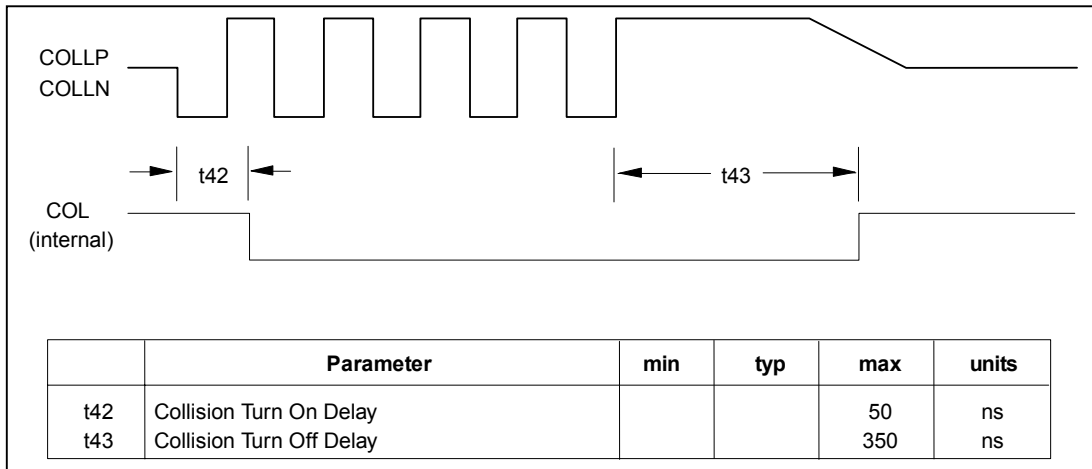 COLLP
COLLN
t42
t43
COL
(internal)
Parameter min typ max units
t42 Collision Turn On Delay 50 ns
t43 Collision Turn Off Delay 350 ns